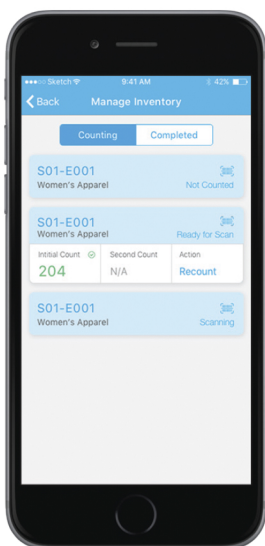 Sketch 9:41 AM 42%
Back Manage Inventory
Counting Completed
S01-E001
Women's Apparel Not Counted
S01-E001
Women's Apparel Ready for Scan
Intitial Count Second Count Action
204 N/A Recount
S01-E001
Women's Apparel Scanning